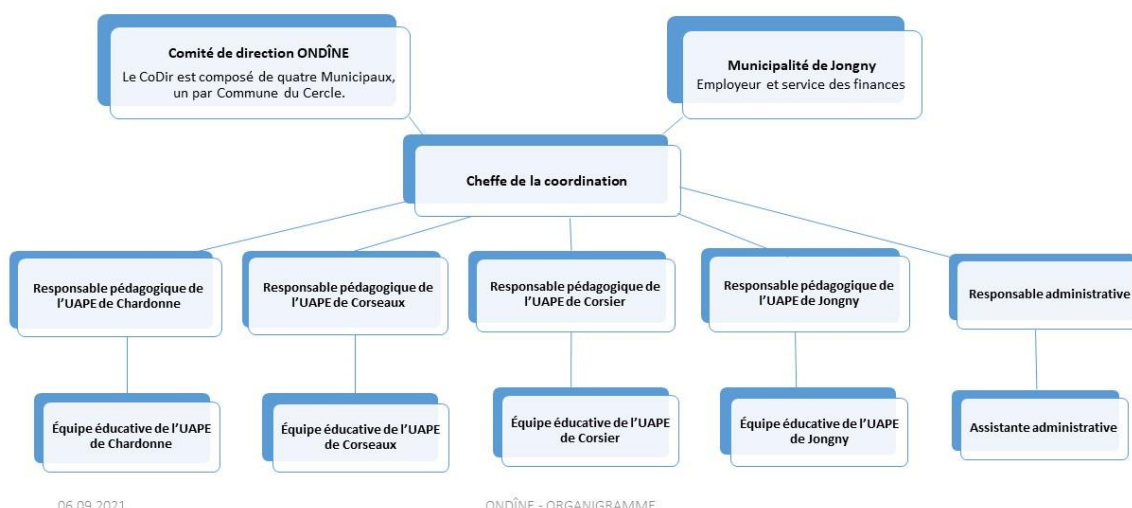 Comité de direction ONDÎNE
Le CoDir est composé de quatre Municipaux,
un par Commune du Cercle.
Municipalité de Jongny
Employeur et service des finances
Cheffe de la coordination
Responsable pédagogique de
l'UAPE de Chardonne
Responsable pédagogique de
l'UAPE de Corseaux
Responsable pédagogique de
l'UAPE de Corsier
Responsable pédagogique de
l'UAPE de Jongny
Responsable administrative
Équipe éducative de l'UAPE
de Chardonne
Équipe éducative de l'UAPE
de Corseaux
Équipe éducative de l'UAPE
de Corsier
Équipe éducative de l'UAPE
de Jongny
Assistante administrative
06.09.2021
ONDÎNE - ORGANIGRAMME